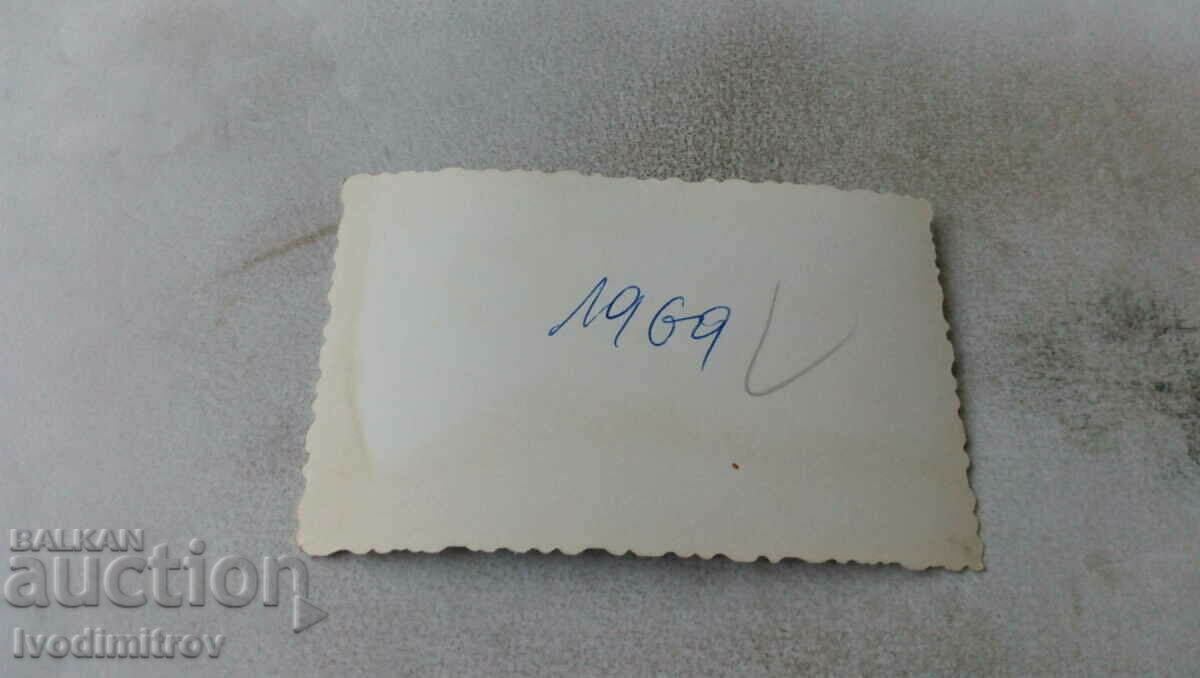 1969
BALKAN
auction
Ivodimitrov